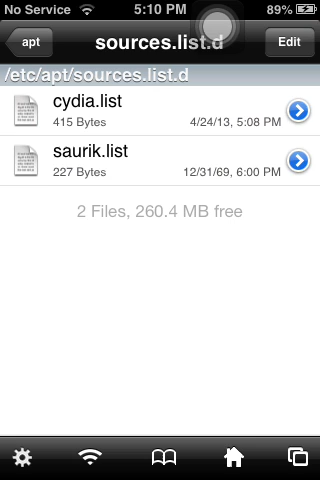 No Service 5:10 PM 89%
apt sources.list.d Edit
/etc/apt/sources.list.d
cydia.list
415 Bytes 4/24/13, 5:08 PM
saurik.list
227 Bytes 12/31/69, 6:00 PM
2 Files, 260.4 MB free